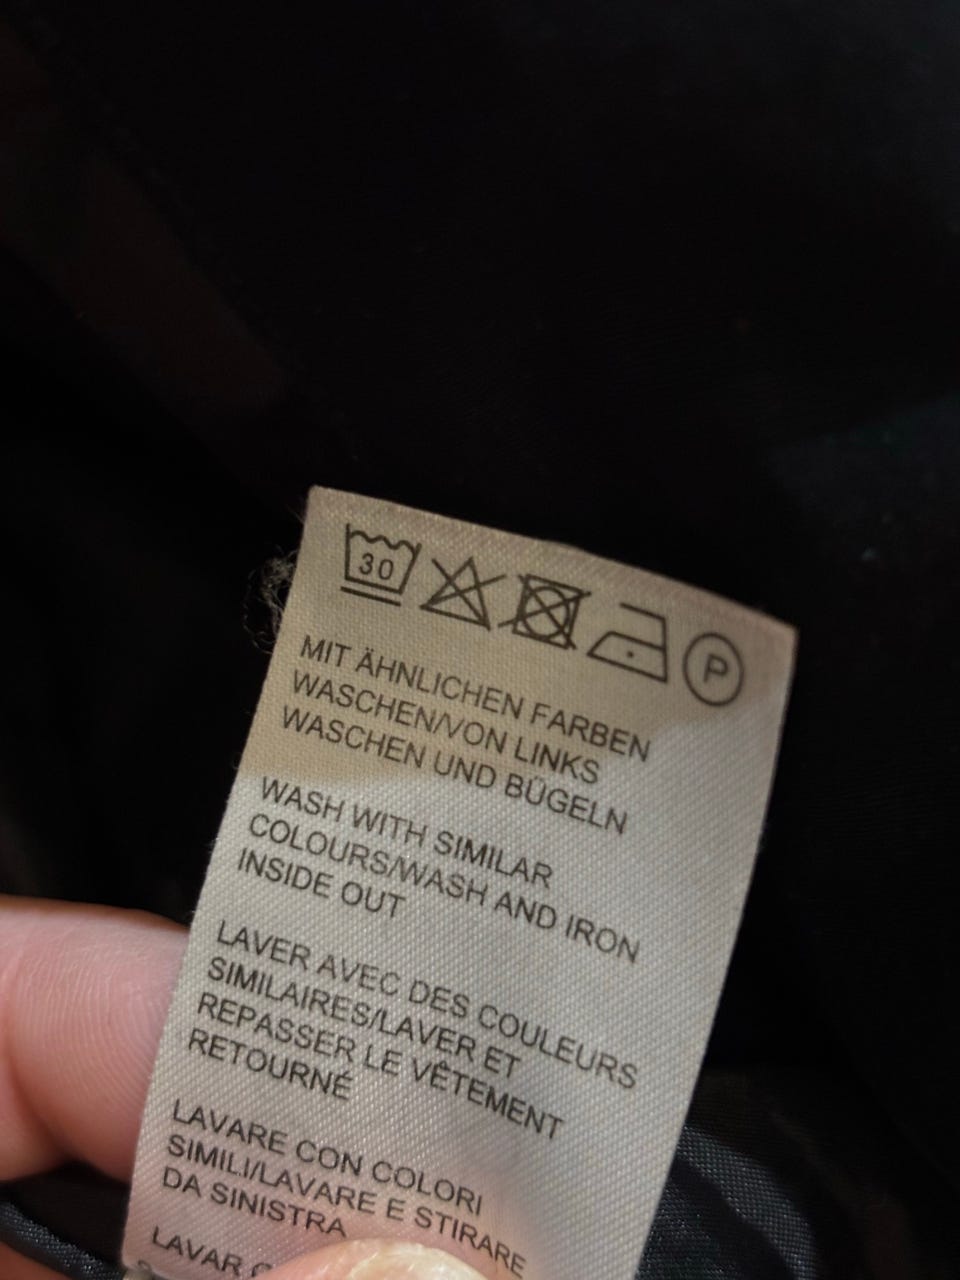 30
P
MIT ÄHNLICHEN FARBEN
WASCHEN/VON LINKS
WASCHEN UND BÜGELN
WASH WITH SIMILAR
COLOURS/WASH AND IRON
INSIDE OUT
LAVER AVEC DES COULEURS
SIMILAIRES/LAVER ET
REPASSER LE VÊTEMENT
RETOURNÉ
LAVARE CON COLORI
SIMILI/LAVARE E STIRARE
DA SINISTRA
LAVAR